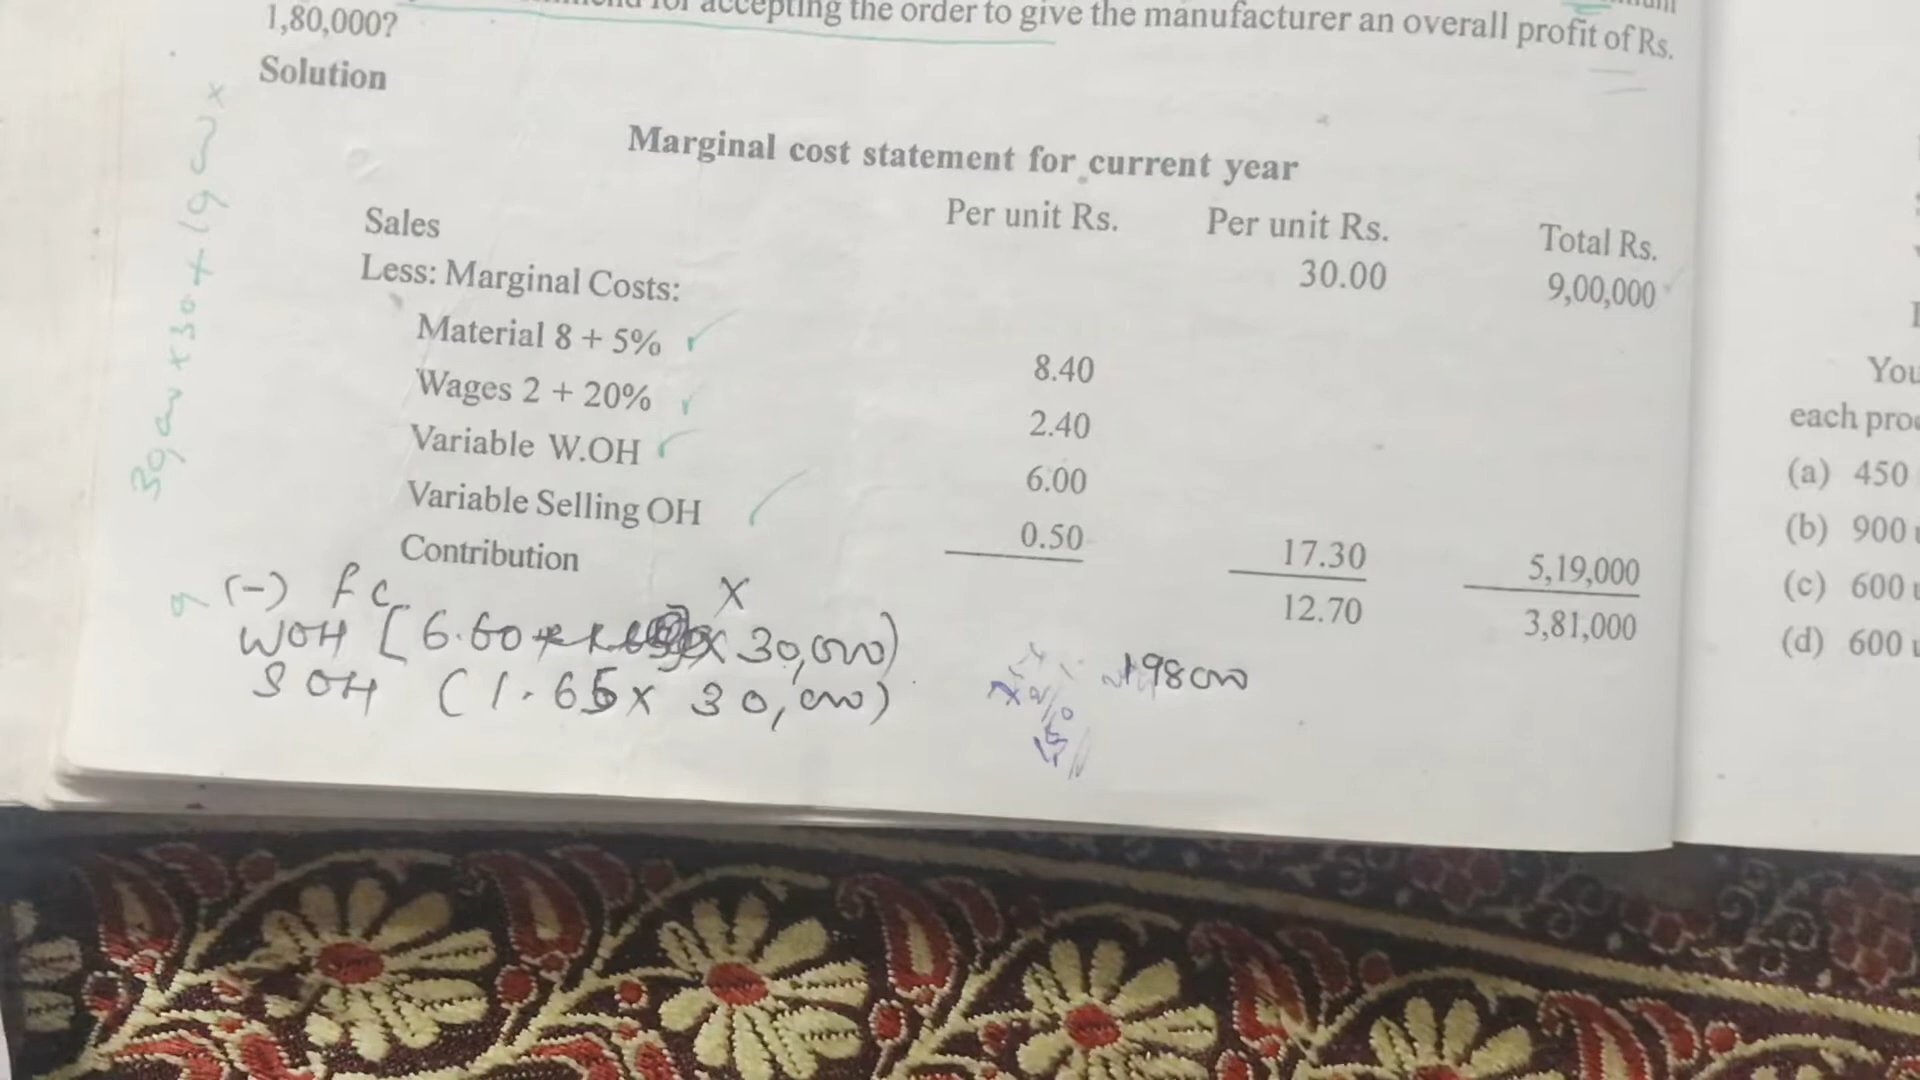 accepting the order to give the manufacturer an overall profit of Rs.
1,80,000?
Solution
Marginal cost statement for current year
Per unit Rs. Per unit Rs. Total Rs.
Sales 30.00 9,00,000
Less: Marginal Costs:
Material 8 + 5% 8.40
Wages 2 + 20% 2.40
Variable W.OH 6.00
Variable Selling OH 0.50 17.30 5,19,000
Contribution 12.70 3,81,000
(-) FC
WOH [6.60 x 30,000)
SOH (1.65 x 30,000)
198000
You
each
(a) 450
(b) 900
(c) 600
(d) 600